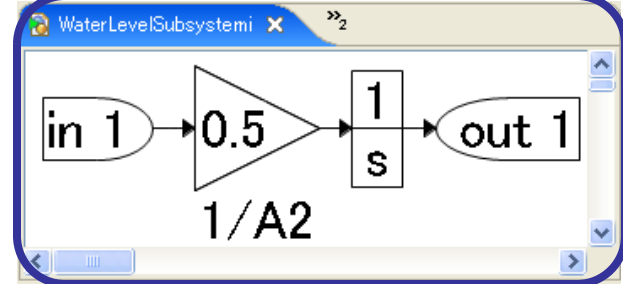 WaterLevelSubsystemi
»2
in 1
0.5
1
s
out 1
1/A2